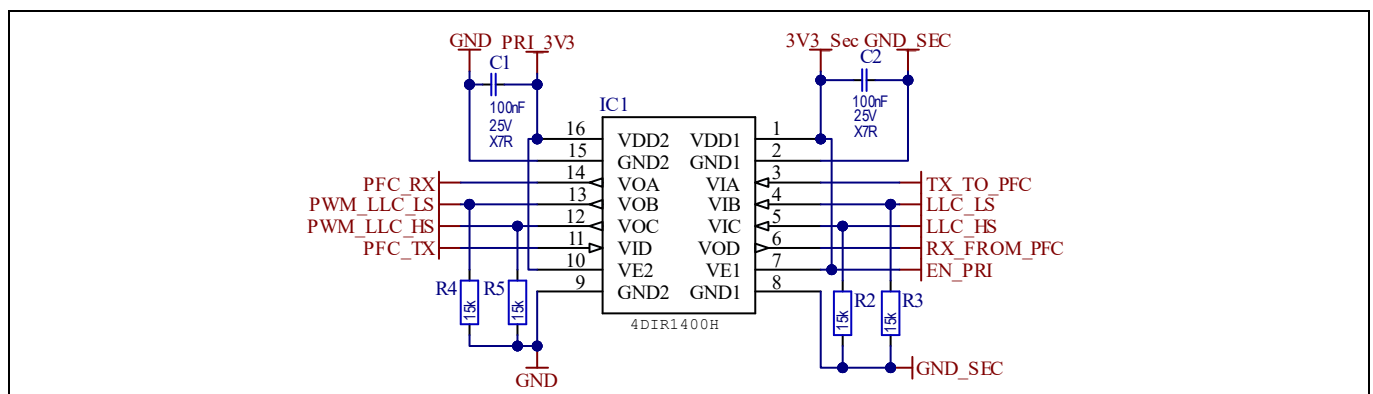 GND PRI_3V3 3V3_Sec GND_SEC
C1 C2
100nF 25V X7R 100nF 25V X7R
IC1
16 VDD2 VDD1 1
15 GND2 GND1 2
PFC_RX 14 VOA VIA 3 TX_TO_PFC
PWM_LLC_LS 13 VOB VIB 4 LLC_LS
PWM_LLC_HS 12 VOC VIC 5 LLC_HS
PFC_TX 11 VID VOD 6 RX_FROM_PFC
10 VE2 VE1 7 EN_PRI
9 GND2 GND1 8
R4 15k R5 15k R2 15k R3 15k
4DIR1400H
GND GND_SEC